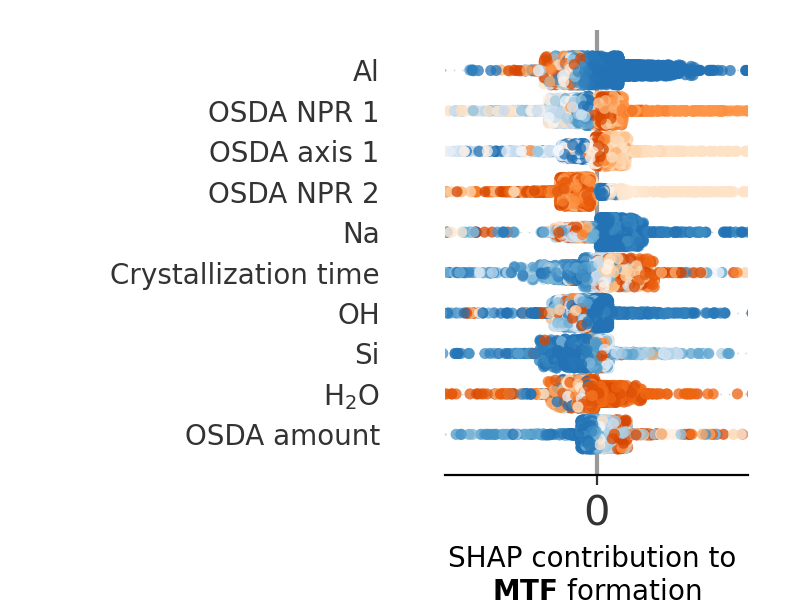 Al
OSDA NPR 1
OSDA axis 1
OSDA NPR 2
Na
Crystallization time
OH
Si
H₂O
OSDA amount
0
SHAP contribution to
MTF formation